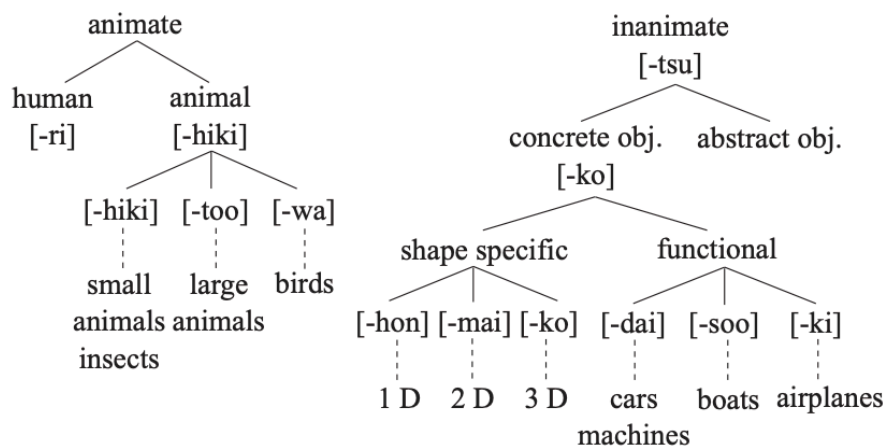 animate
human animal
[-ri] [-hiki]
[-hiki] [-too] [-wa]
small large birds
animals animals
insects
inanimate
[-tsu]
concrete obj. abstract obj.
[-ko]
shape specific functional
[-hon] [-mai] [-ko] [-dai] [-soo] [-ki]
1 D 2 D 3 D cars boats airplanes
machines